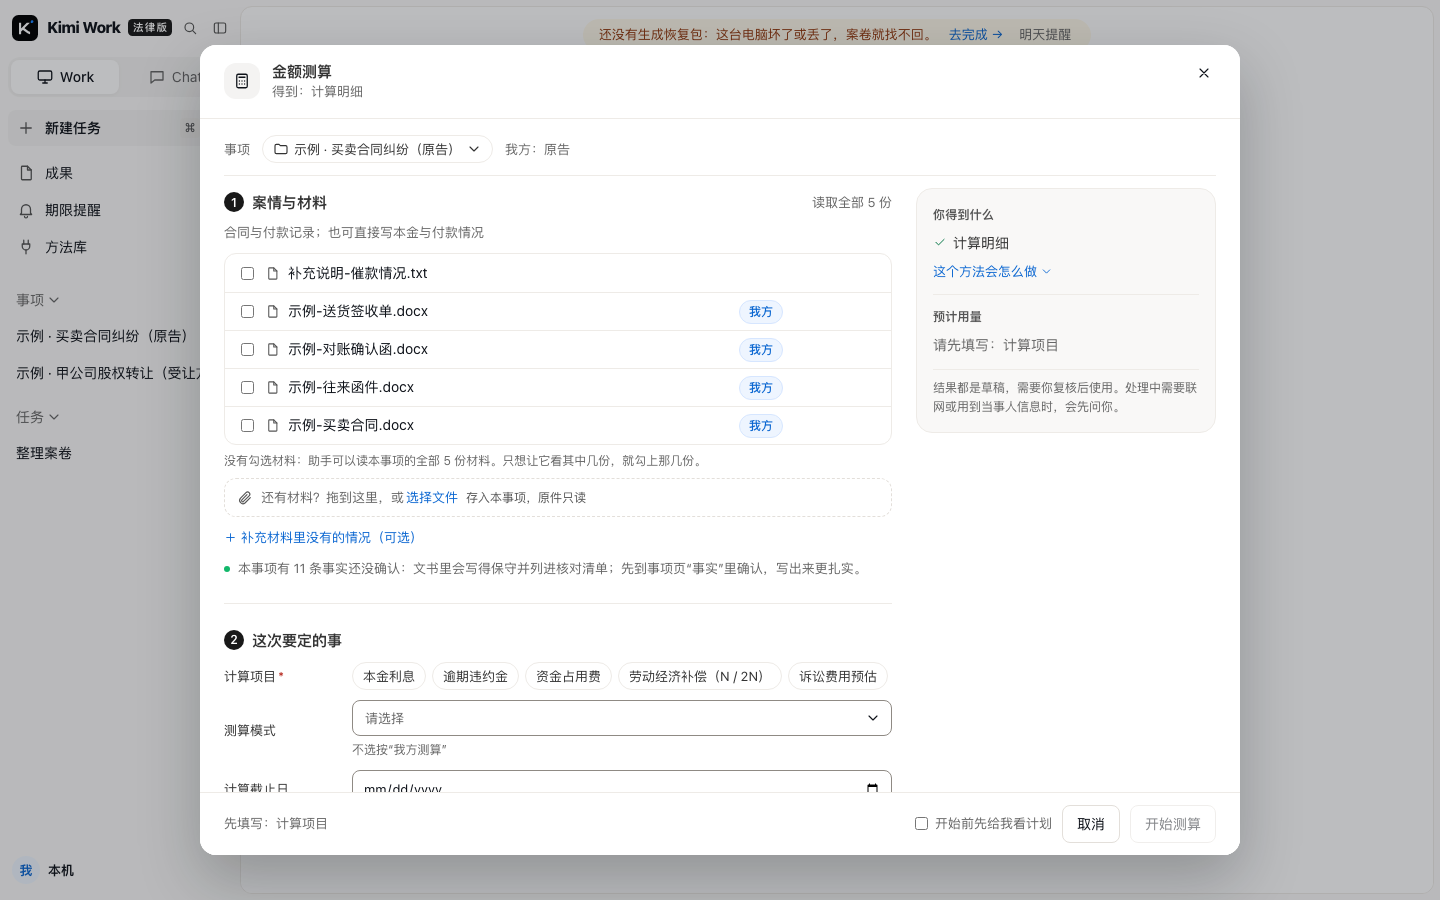 Kimi Work 法律版
还没有生成恢复包：这台电脑坏了或丢了，案卷就找不回。 去完成 → 明天提醒
Work
Chat
新建任务 ⌘
成果
期限提醒
方法库
事项
示例 · 买卖合同纠纷（原告）
示例 · 甲公司股权转让（受让
任务
整理案卷
我 本机
金额测算
得到：计算明细
事项 示例 · 买卖合同纠纷（原告） 我方：原告
1 案情与材料 读取全部 5 份
合同与付款记录；也可直接写本金与付款情况
补充说明-催款情况.txt
示例-送货签收单.docx 我方
示例-对账确认函.docx 我方
示例-往来函件.docx 我方
示例-买卖合同.docx 我方
没有勾选材料：助手可以读本事项的全部 5 份材料。只想让它看其中几份，就勾上那几份。
还有材料？拖到这里，或 选择文件 存入本事项，原件只读
+ 补充材料里没有的情况（可选）
本事项有 11 条事实还没确认：文书里会写得保守并列进核对清单；先到事项页“事实”里确认，写出来更扎实。
2 这次要定的事
计算项目* 本金利息 逾期违约金 资金占用费 劳动经济补偿（N / 2N） 诉讼费用预估
测算模式 请选择
不选按“我方测算”
计算截止日 mm/dd/yyyy
你得到什么
计算明细
这个方法会怎么做
预计用量
请先填写：计算项目
结果都是草稿，需要你复核后使用。处理中需要联
网或用到当事人信息时，会先问你。
先填写：计算项目 开始前先给我看计划 取消 开始测算